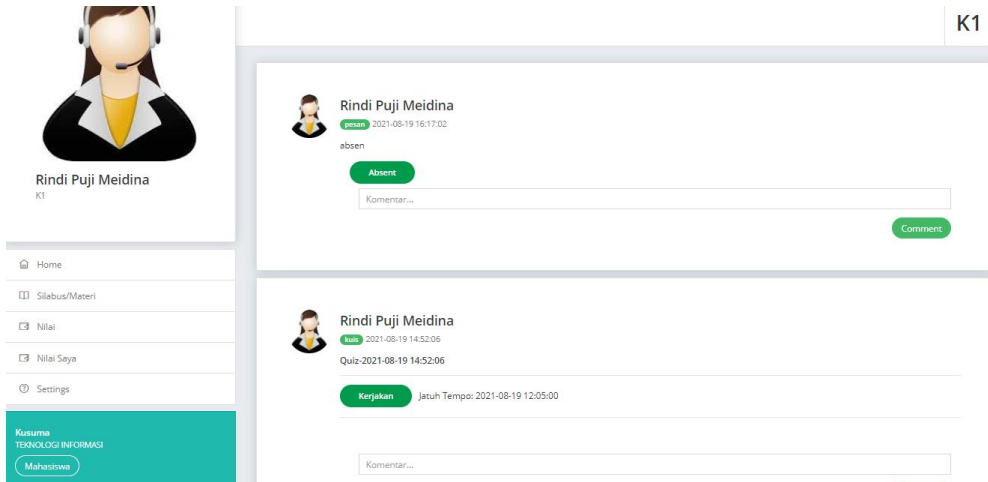 K1
Rindi Puji Meidina
K1
Home
Silabus/Materi
Nilai
Nilai Saya
Settings
Kusuma
TEKNOLOGI INFORMASI
Mahasiswa
Rindi Puji Meidina
pesan 2021-08-19 16:17:02
absen
Absent
Komentar...
Comment
Rindi Puji Meidina
kuis 2021-08-19 14:52:06
Quiz-2021-08-19 14:52:06
Kerjakan Jatuh Tempo: 2021-08-19 12:05:00
Komentar...